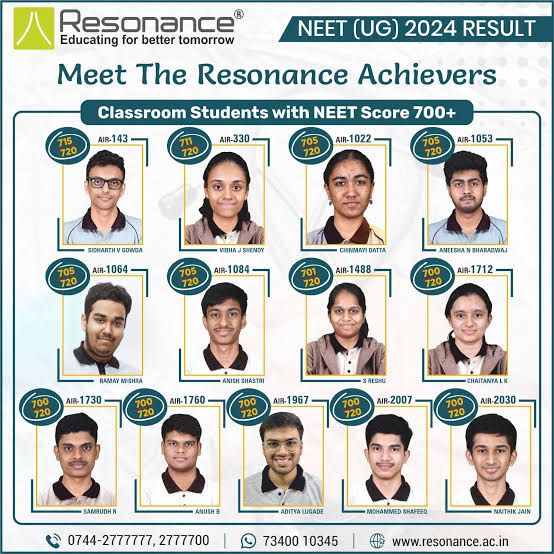 Resonance®
Educating for better tomorrow
NEET (UG) 2024 RESULT
Meet The Resonance Achievers
Classroom Students with NEET Score 700+
715 720 AIR-143
SIDHARTH V GOWDA
711 720 AIR-330
VIBHA J SHENOY
705 720 AIR-1022
CHINMAYI DATTA
705 720 AIR-1053
ANEESHA N BHARADWAJ
705 720 AIR-1064
RAMAY MISHRA
705 720 AIR-1084
ANISH SHASTRI
701 720 AIR-1488
S RESHU
700 720 AIR-1712
CHAITANYA L K
700 720 AIR-1730
SAMRUDH R
700 720 AIR-1760
ANUSH B
700 720 AIR-1967
ADITYA LUGADE
700 720 AIR-2007
MOHAMMED SHAFEEQ
700 720 AIR-2030
NAITHIK JAIN
0744-2777777, 2777700 | 73400 10345 | www.resonance.ac.in